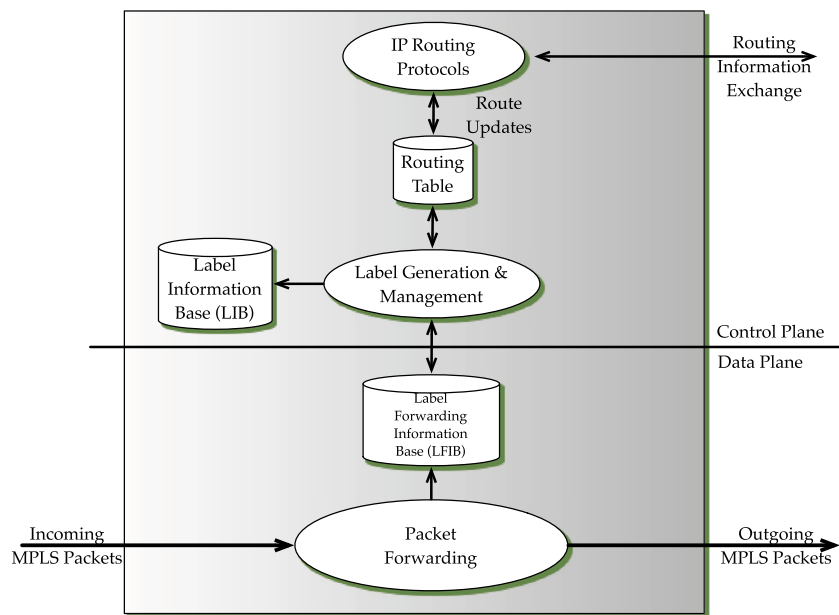 IP Routing
Protocols
Routing
Information
Exchange
Route
Updates
Routing
Table
Label
Information
Base (LIB)
Label Generation &
Management
Control Plane
Data Plane
Label
Forwarding
Information
Base (LFIB)
Incoming
MPLS Packets
Packet
Forwarding
Outgoing
MPLS Packets